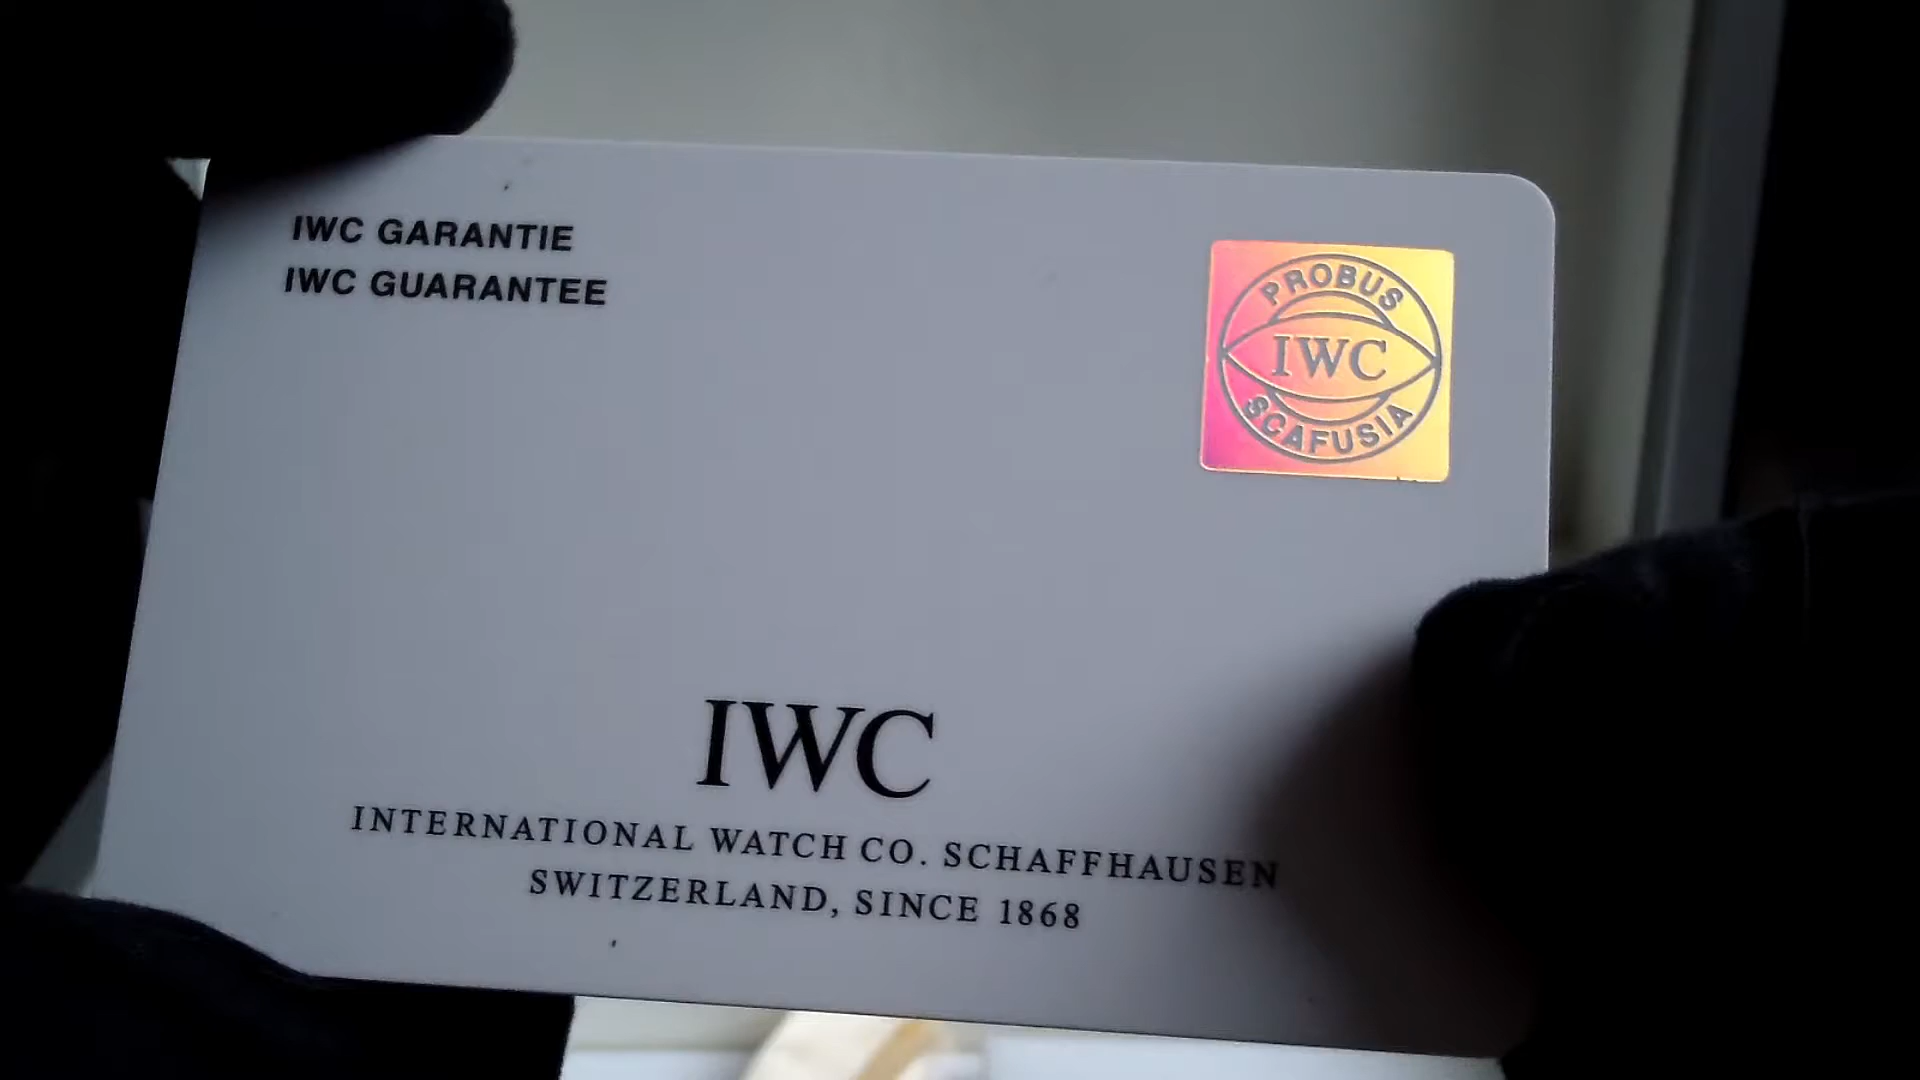 IWC GARANTIE
IWC GUARANTEE
PROBUS
IWC
SCAFUSIA
IWC
INTERNATIONAL WATCH CO. SCHAFFHAUSEN
SWITZERLAND, SINCE 1868